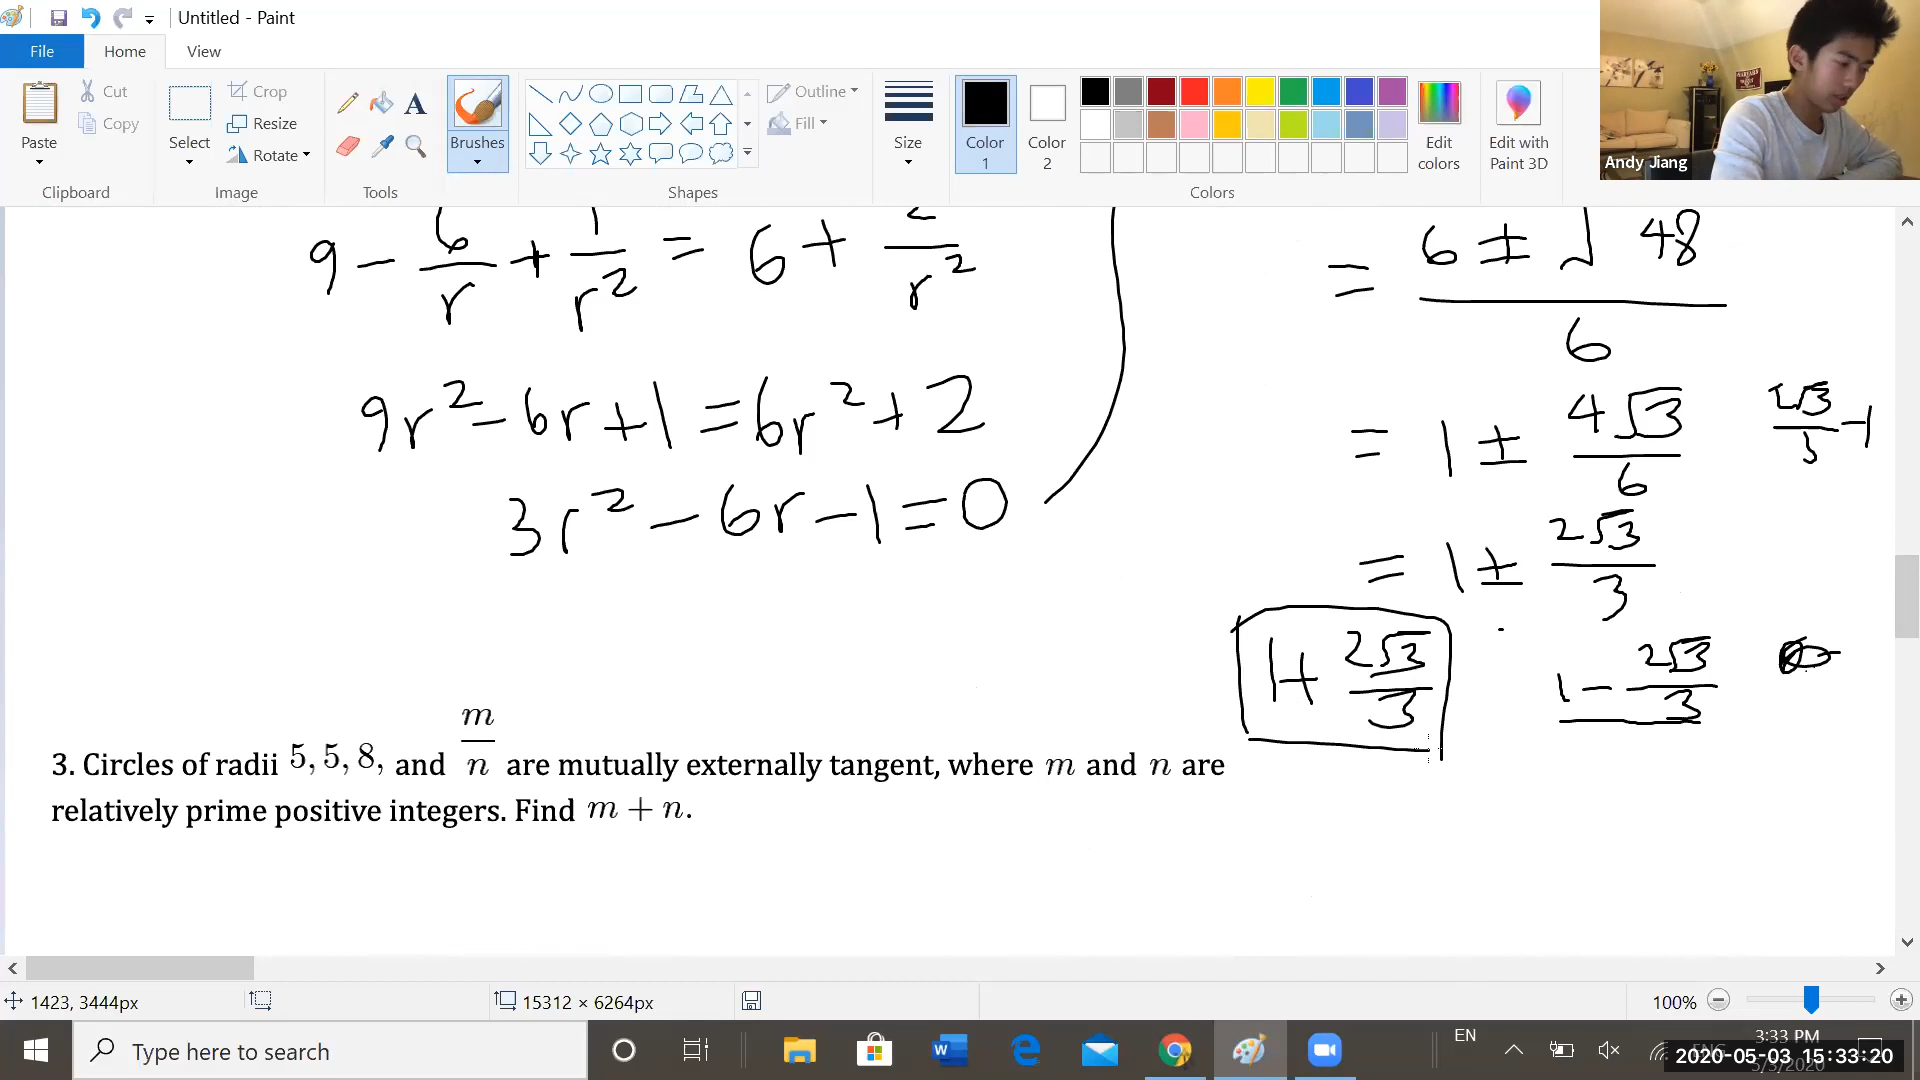 Untitled - Paint
File Home View
Paste Cut Copy Clipboard
Select Crop Resize Rotate Image
A Tools
Brushes
Outline Fill Shapes
Size
Color 1 Color 2 Edit colors Colors
Edit with Paint 3D
Andy Jiang
9 - 6/r + 1/r² = 6 + 2/r²
9r² - 6r + 1 = 6r² + 2
3r² - 6r - 1 = 0
= (6 ± √48)/6
= 1 ± 4√3/6
2√3/3 - 1
= 1 ± 2√3/3
1 + 2√3/3
1 - 2√3/3
3. Circles of radii 5, 5, 8, and m/n are mutually externally tangent, where m and n are
relatively prime positive integers. Find m + n.
1423, 3444px
15312 × 6264px
100%
Type here to search
W
EN
3:33 PM
2020-05-03 15:33:20